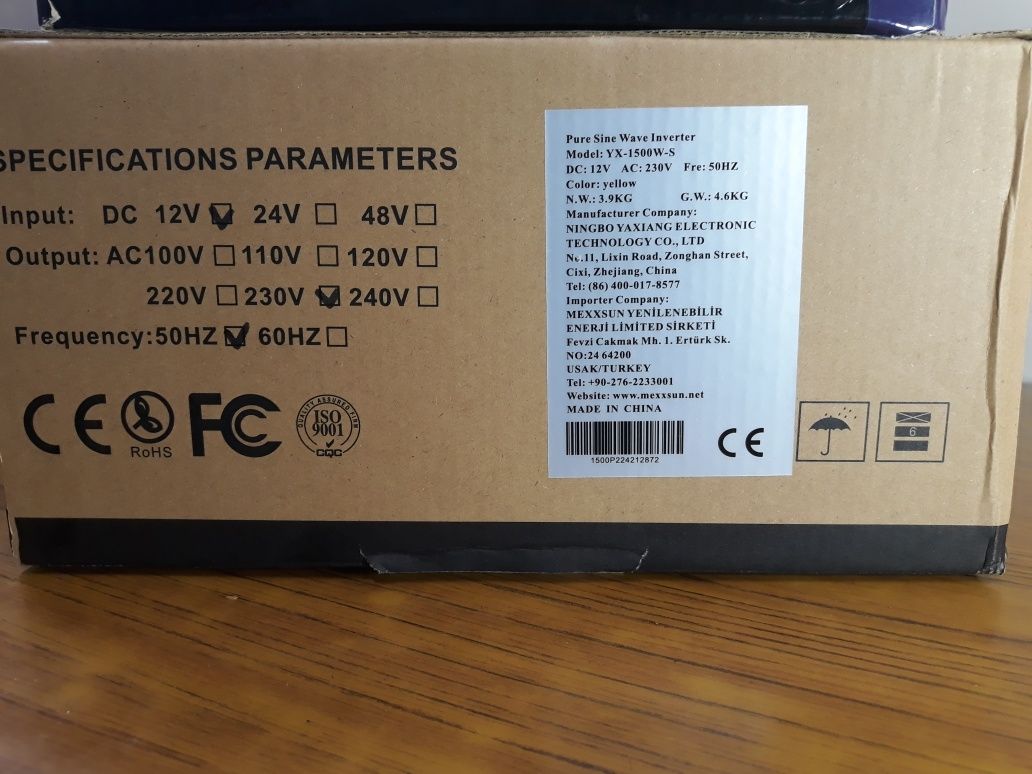 SPECIFICATIONS PARAMETERS
Input: DC 12V 24V 48V
Output: AC100V 110V 120V
220V 230V 240V
Frequency:50HZ 60HZ
CE
RoHS
FC
QUALITY ASSURED FIRM
ISO
9001
CQC
Pure Sine Wave Inverter
Model: YX-1500W-S
DC: 12V AC: 230V Fre: 50HZ
Color: yellow
N.W.: 3.9KG G.W.: 4.6KG
Manufacturer Company:
NINGBO YAXIANG ELECTRONIC
TECHNOLOGY CO., LTD
No.11, Lixin Road, Zonghan Street,
Cixi, Zhejiang, China
Tel: (86) 400-017-8577
Importer Company:
MEXXSUN YENİLENEBİLİR
ENERJİ LİMİTED SİRKETİ
Fevzi Cakmak Mh. 1. Ertürk Sk.
NO:24 64200
USAK/TURKEY
Tel: +90-276-2233001
Website: www.mexxsun.net
MADE IN CHINA
1500P224212872
CE
6